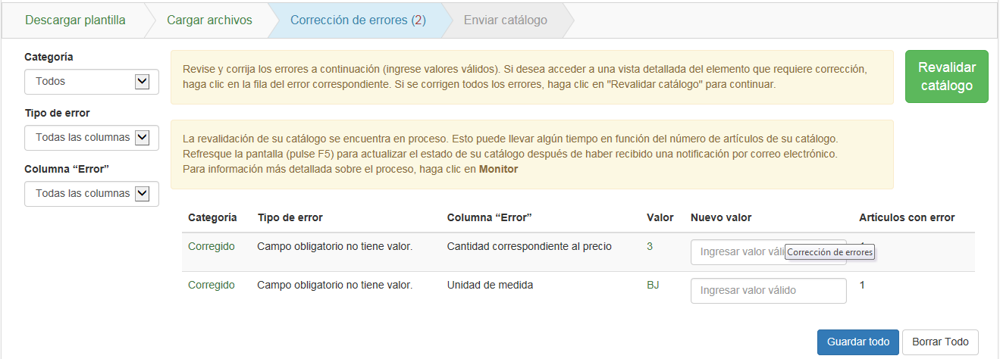 Descargar plantilla
Cargar archivos
Corrección de errores (2)
Enviar catálogo
Categoría
Todos
Tipo de error
Todas las columnas
Columna “Error”
Todas las columnas
Revise y corrija los errores a continuación (ingrese valores válidos). Si desea acceder a una vista detallada del elemento que requiere corrección,
haga clic en la fila del error correspondiente. Si se corrigen todos los errores, haga clic en "Revalidar catálogo" para continuar.
Revalidar
catálogo
La revalidación de su catálogo se encuentra en proceso. Esto puede llevar algún tiempo en función del número de artículos de su catálogo.
Refresque la pantalla (pulse F5) para actualizar el estado de su catálogo después de haber recibido una notificación por correo electrónico.
Para información más detallada sobre el proceso, haga clic en Monitor
Categoría Tipo de error Columna “Error” Valor Nuevo valor Artículos con error
Corregido Campo obligatorio no tiene valor. Cantidad correspondiente al precio 3 Ingresar valor
Corrección de errores
Corregido Campo obligatorio no tiene valor. Unidad de medida BJ Ingresar valor válido 1
Guardar todo
Borrar Todo